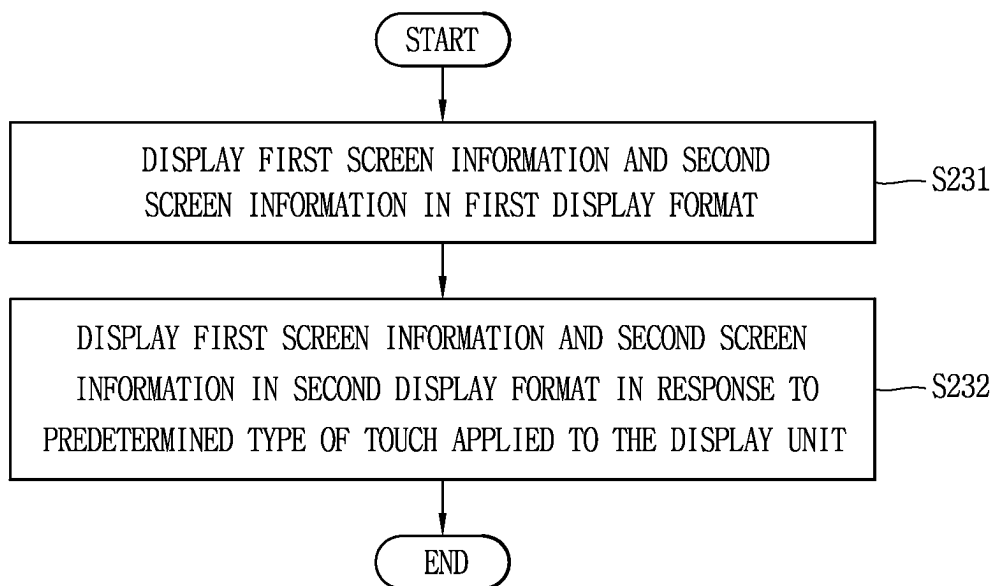 START
DISPLAY FIRST SCREEN INFORMATION AND SECOND
SCREEN INFORMATION IN FIRST DISPLAY FORMAT
S231
DISPLAY FIRST SCREEN INFORMATION AND SECOND SCREEN
INFORMATION IN SECOND DISPLAY FORMAT IN RESPONSE TO
PREDETERMINED TYPE OF TOUCH APPLIED TO THE DISPLAY UNIT
S232
END